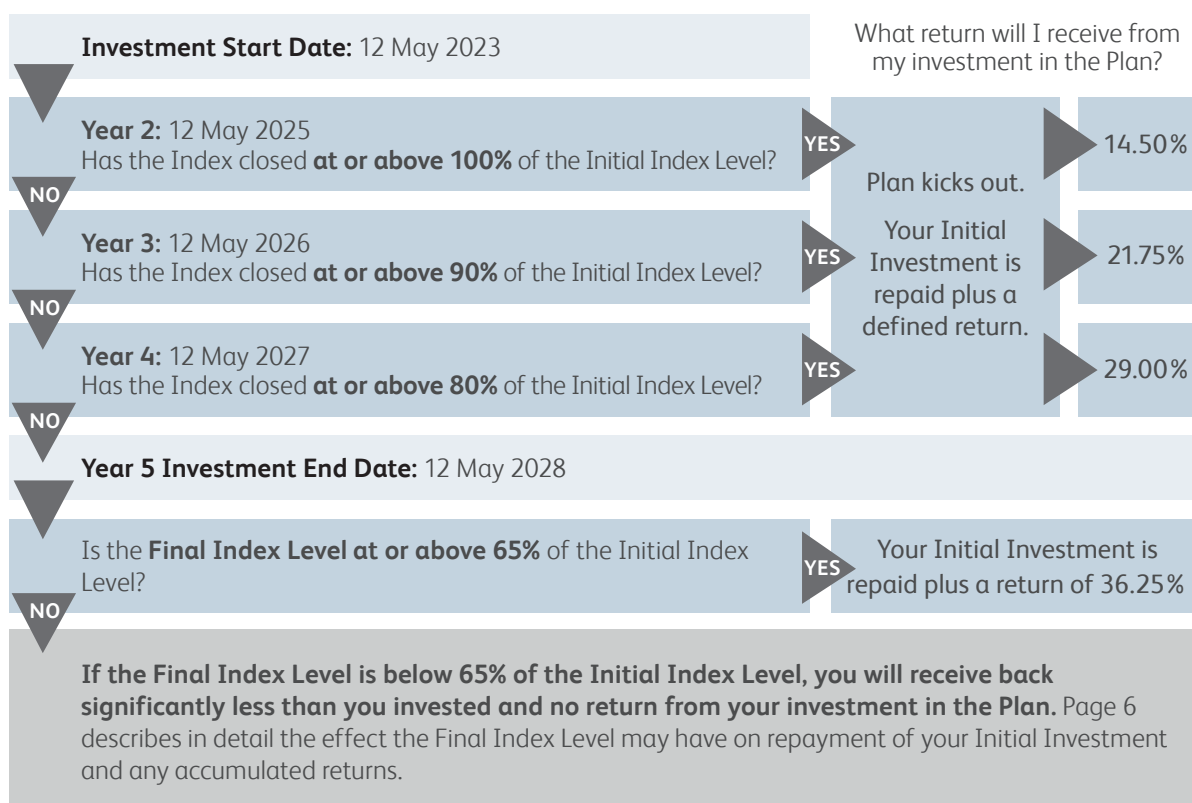 Investment Start Date: 12 May 2023
What return will I receive from
my investment in the Plan?
Year 2: 12 May 2025
Has the Index closed at or above 100% of the Initial Index Level?
YES
14.50%
NO
Plan kicks out.
Your Initial
Investment is
repaid plus a
defined return.
Year 3: 12 May 2026
Has the Index closed at or above 90% of the Initial Index Level?
YES
21.75%
NO
Year 4: 12 May 2027
Has the Index closed at or above 80% of the Initial Index Level?
YES
29.00%
NO
Year 5 Investment End Date: 12 May 2028
Is the Final Index Level at or above 65% of the Initial Index
Level?
YES
Your Initial Investment is
repaid plus a return of 36.25%
NO
If the Final Index Level is below 65% of the Initial Index Level, you will receive back
significantly less than you invested and no return from your investment in the Plan. Page 6
describes in detail the effect the Final Index Level may have on repayment of your Initial Investment
and any accumulated returns.